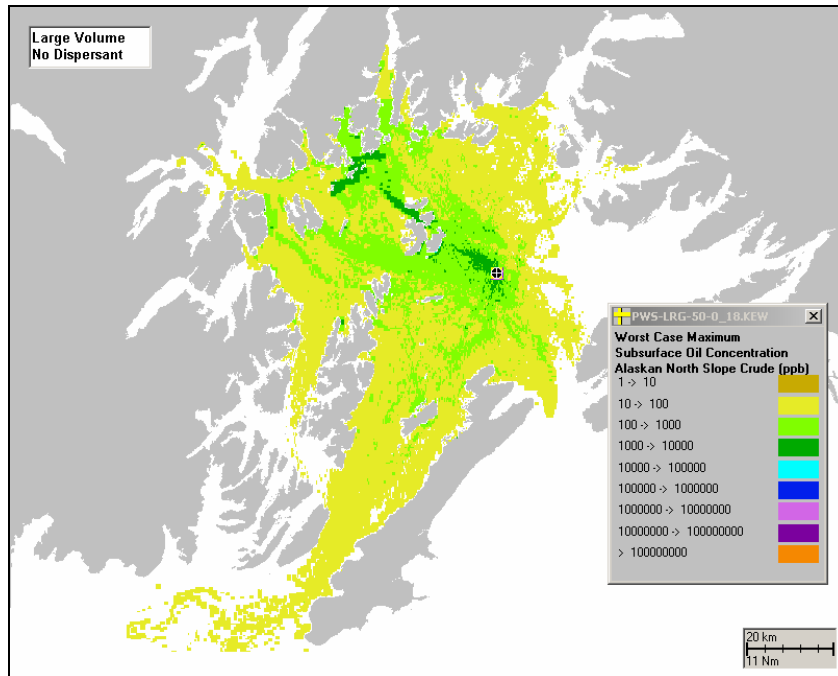 Large Volume
No Dispersant
PWS-LRG-50-0_18.KEW
Worst Case Maximum
Subsurface Oil Concentration
Alaskan North Slope Crude (ppb)
1 -> 10
10 -> 100
100 -> 1000
1000 -> 10000
10000 -> 100000
100000 -> 1000000
1000000 -> 10000000
10000000 -> 100000000
> 100000000
20 km
11 Nm